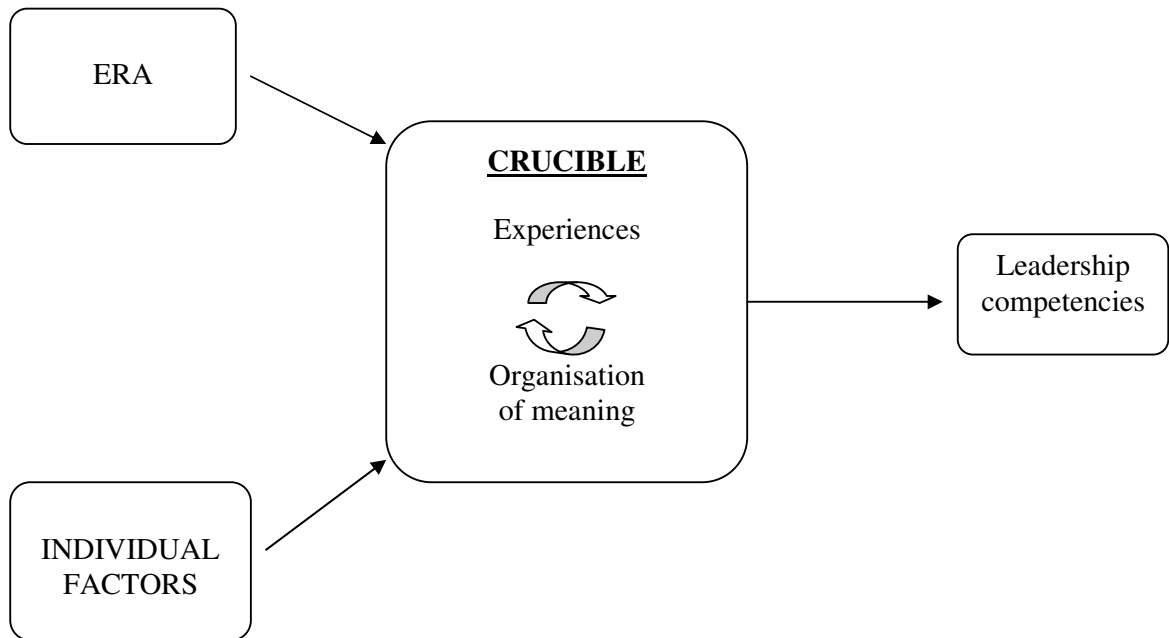 ERA
CRUCIBLE
Experiences
Organisation
of meaning
Leadership
competencies
INDIVIDUAL
FACTORS